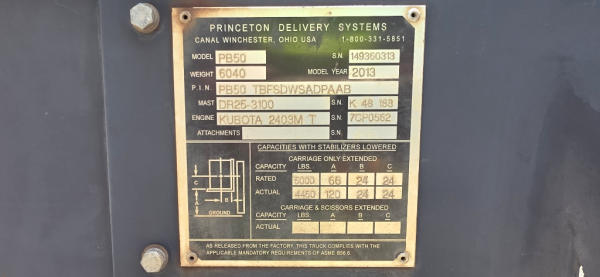 PRINCETON DELIVERY SYSTEMS
CANAL WINCHESTER, OHIO USA 1-800-331-5851
MODEL PB50 S.N. 149360313
WEIGHT 6040 MODEL YEAR 2013
P.I.N. PB50 TBFSDWSADPAAB
MAST DR25-3100 S.N. K 48 188
ENGINE KUBOTA 2403M T S.N. 7CP0562
ATTACHMENTS S.N.
CAPACITIES WITH STABILIZERS LOWERED
CARRIAGE ONLY EXTENDED
CAPACITY LBS. A B C
RATED 5000 66 24 24
ACTUAL 4450 120 24 24
CARRIAGE & SCISSORS EXTENDED
CAPACITY LBS. A B C
ACTUAL
C
B
A
GROUND
AS RELEASED FROM THE FACTORY, THIS TRUCK COMPLIES WITH THE
APPLICABLE MANDATORY REQUIREMENTS OF ASME B56.6.